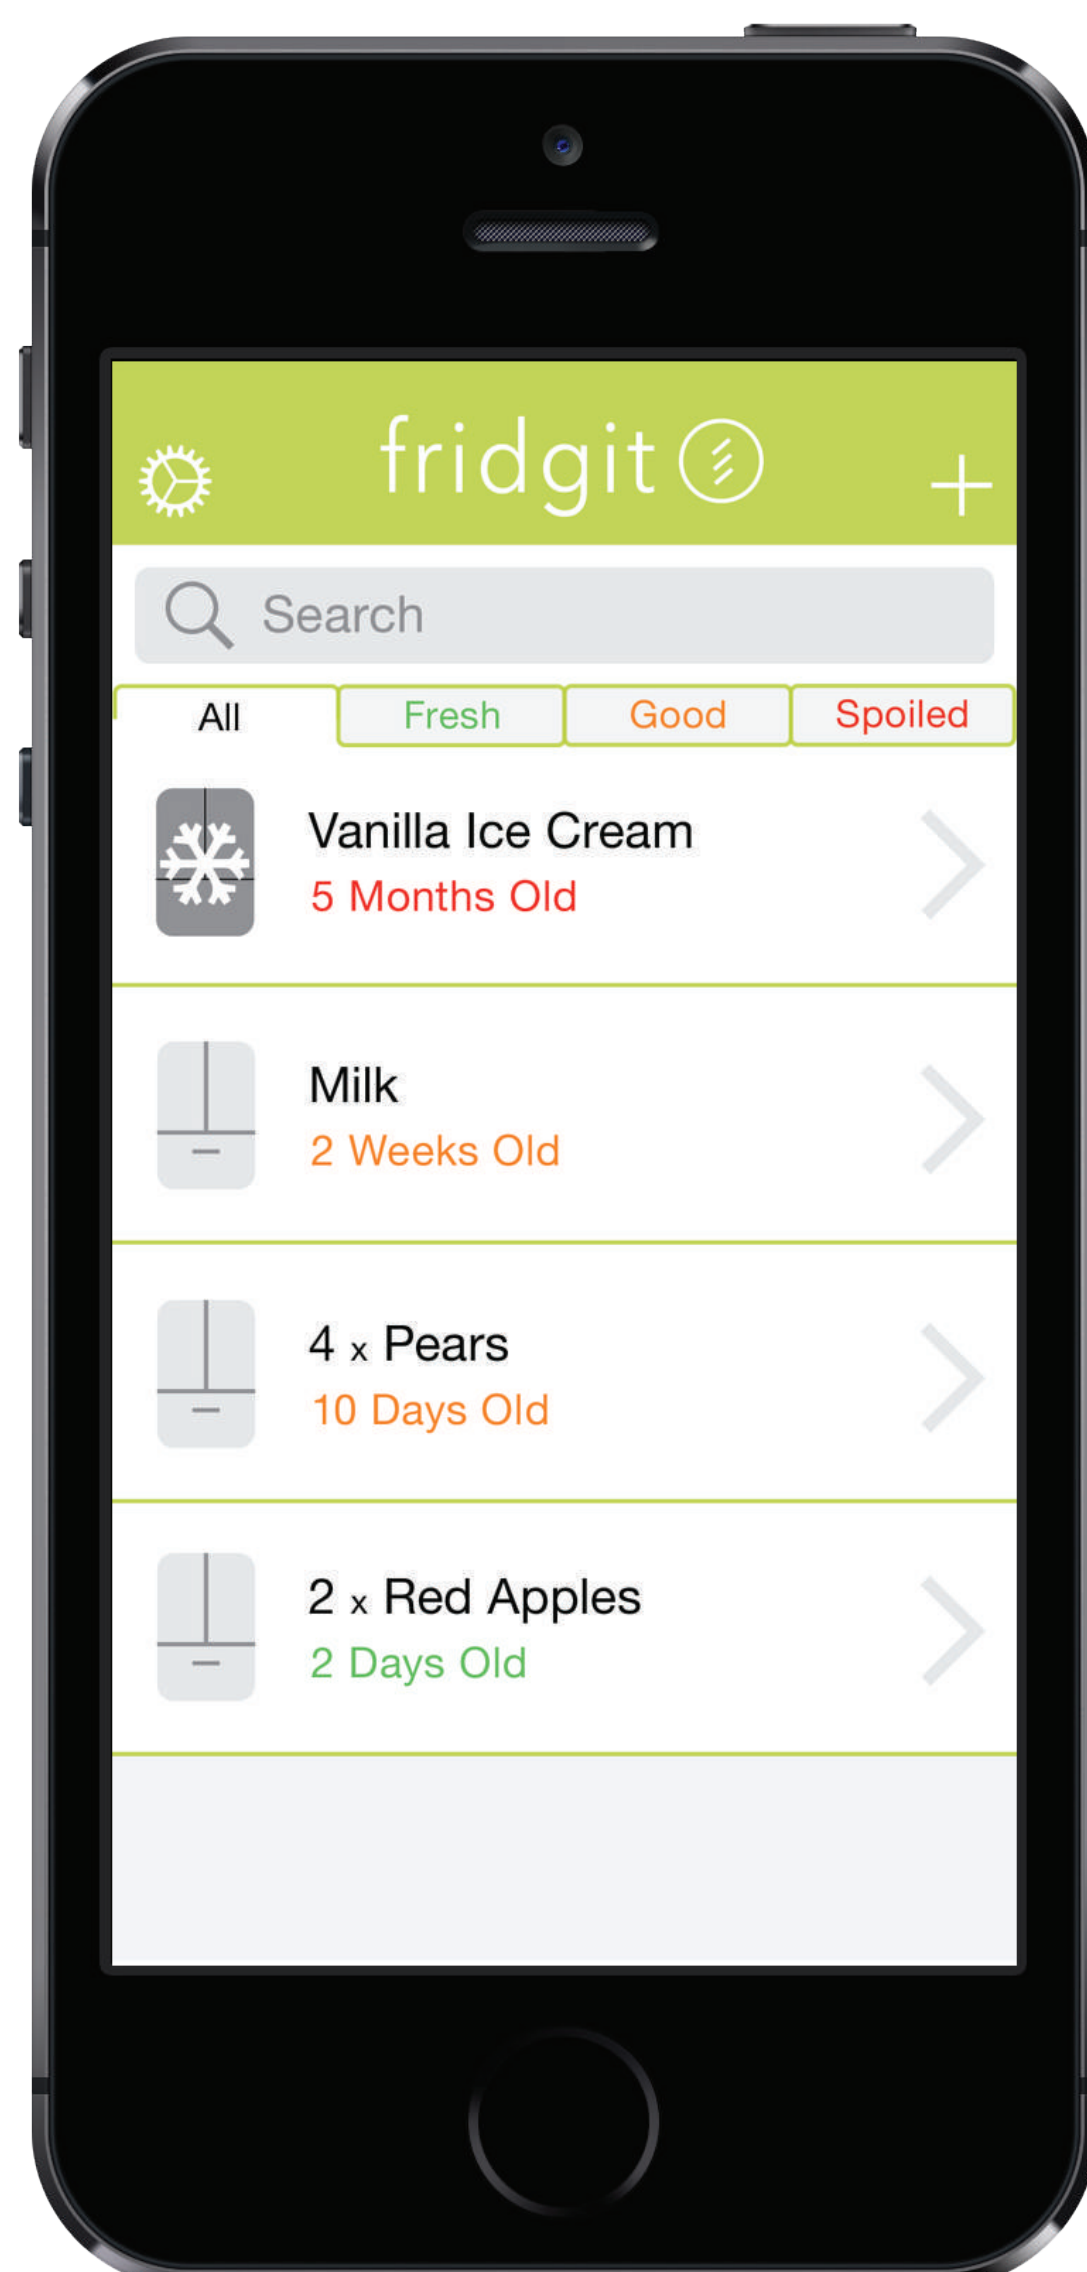 fridgit
Search
All Fresh Good Spoiled
Vanilla Ice Cream
5 Months Old
Milk
2 Weeks Old
4 x Pears
10 Days Old
2 x Red Apples
2 Days Old